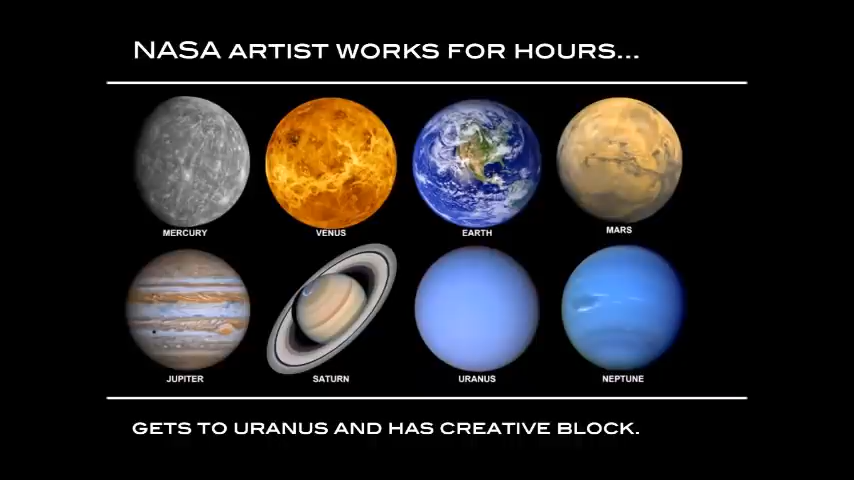 NASA ARTIST WORKS FOR HOURS...
MERCURY VENUS EARTH MARS
JUPITER SATURN URANUS NEPTUNE
GETS TO URANUS AND HAS CREATIVE BLOCK.